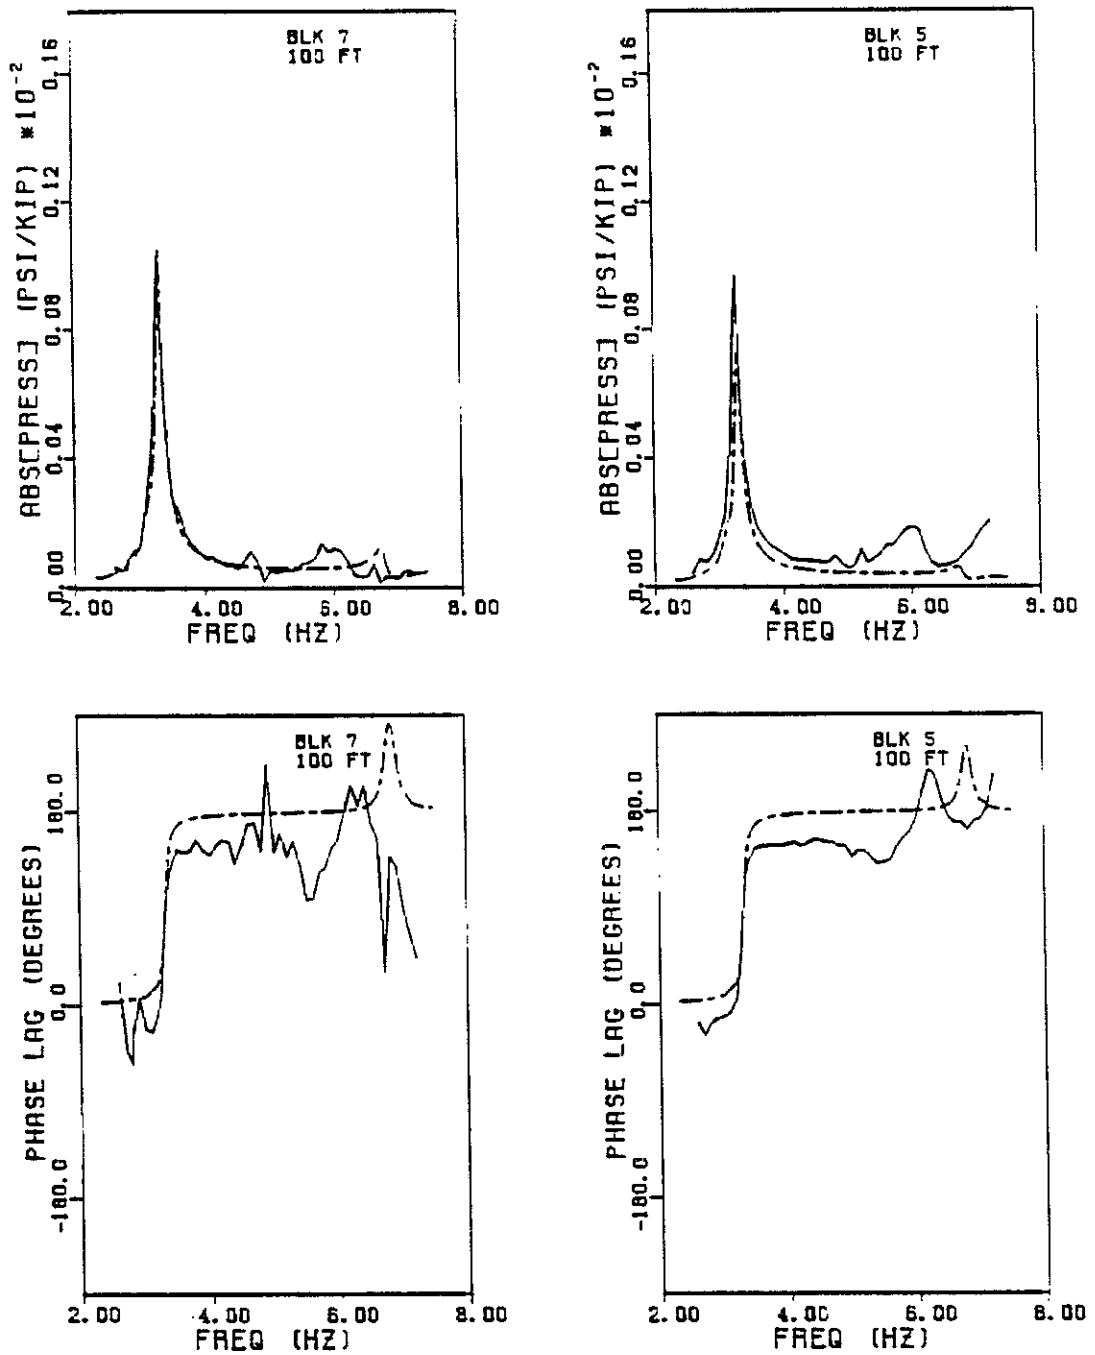 BLK 7
100 FT
ABS[PRESS] (PSI/KIP) *10-2
0.16
0.12
0.08
0.04
0.00
2.00 4.00 6.00 8.00
FREQ (HZ)
BLK 5
100 FT
ABS[PRESS] (PSI/KIP) *10-2
0.16
0.12
0.08
0.04
0.00
2.00 4.00 6.00 8.00
FREQ (HZ)
BLK 7
100 FT
PHASE LAG (DEGREES)
180.0
0.0
-180.0
2.00 4.00 6.00 8.00
FREQ (HZ)
BLK 5
100 FT
PHASE LAG (DEGREES)
180.0
0.0
-180.0
2.00 4.00 6.00 8.00
FREQ (HZ)